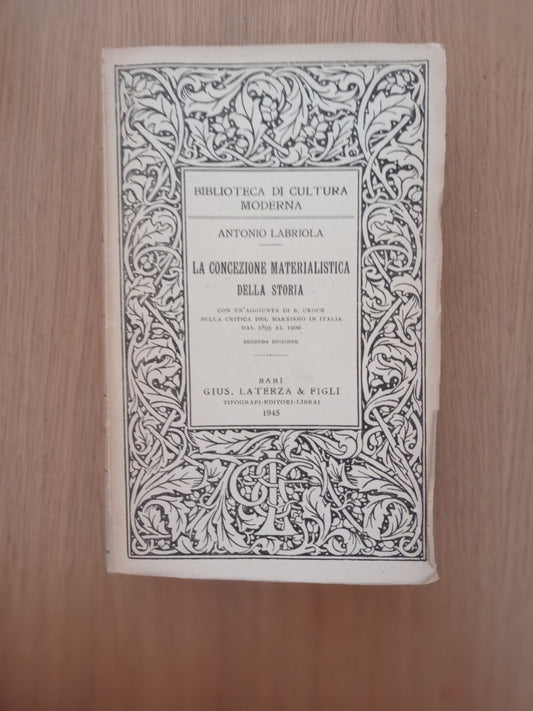 BIBLIOTECA DI CULTURA
MODERNA
ANTONIO LABRIOLA
LA CONCEZIONE MATERIALISTICA
DELLA STORIA
CON UN'AGGIUNTA DI B. CROCE
SULLA CRITICA DEL MARXISMO IN ITALIA
DAL 1895 AL 1900
SECONDA EDIZIONE
BARI
GIUS. LATERZA & FIGLI
TIPOGRAFI-EDITORI-LIBRAI
1945